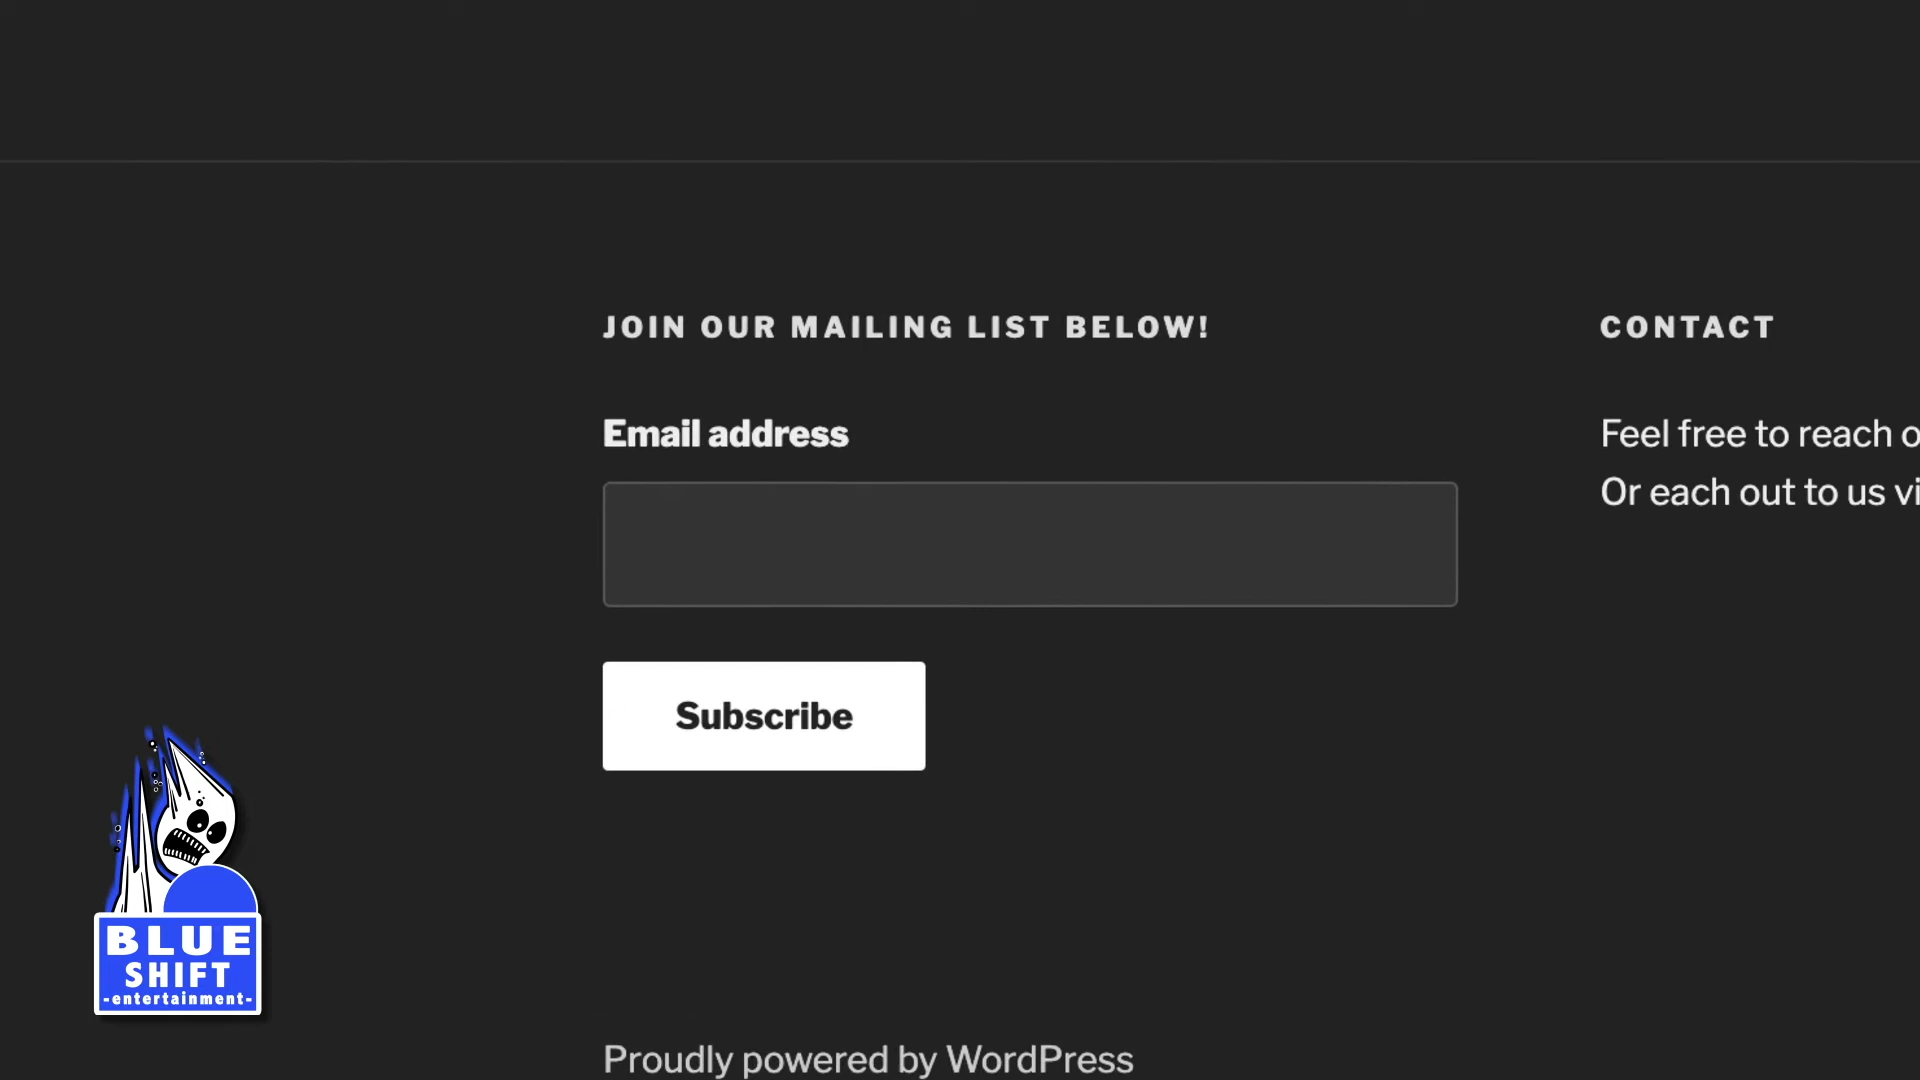 JOIN OUR MAILING LIST BELOW!
Email address
Subscribe
CONTACT
Feel free to reach
Or each out to us
BLUE
SHIFT
-entertainment-
Proudly powered by WordPress